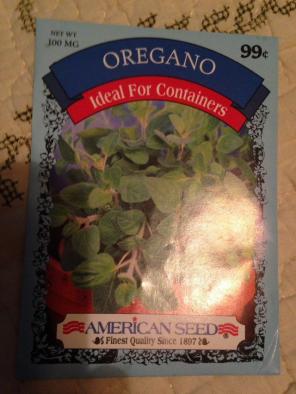 NET WT
100 MG
OREGANO
99¢
Ideal For Containers
AMERICAN SEED®
Finest Quality Since 1897